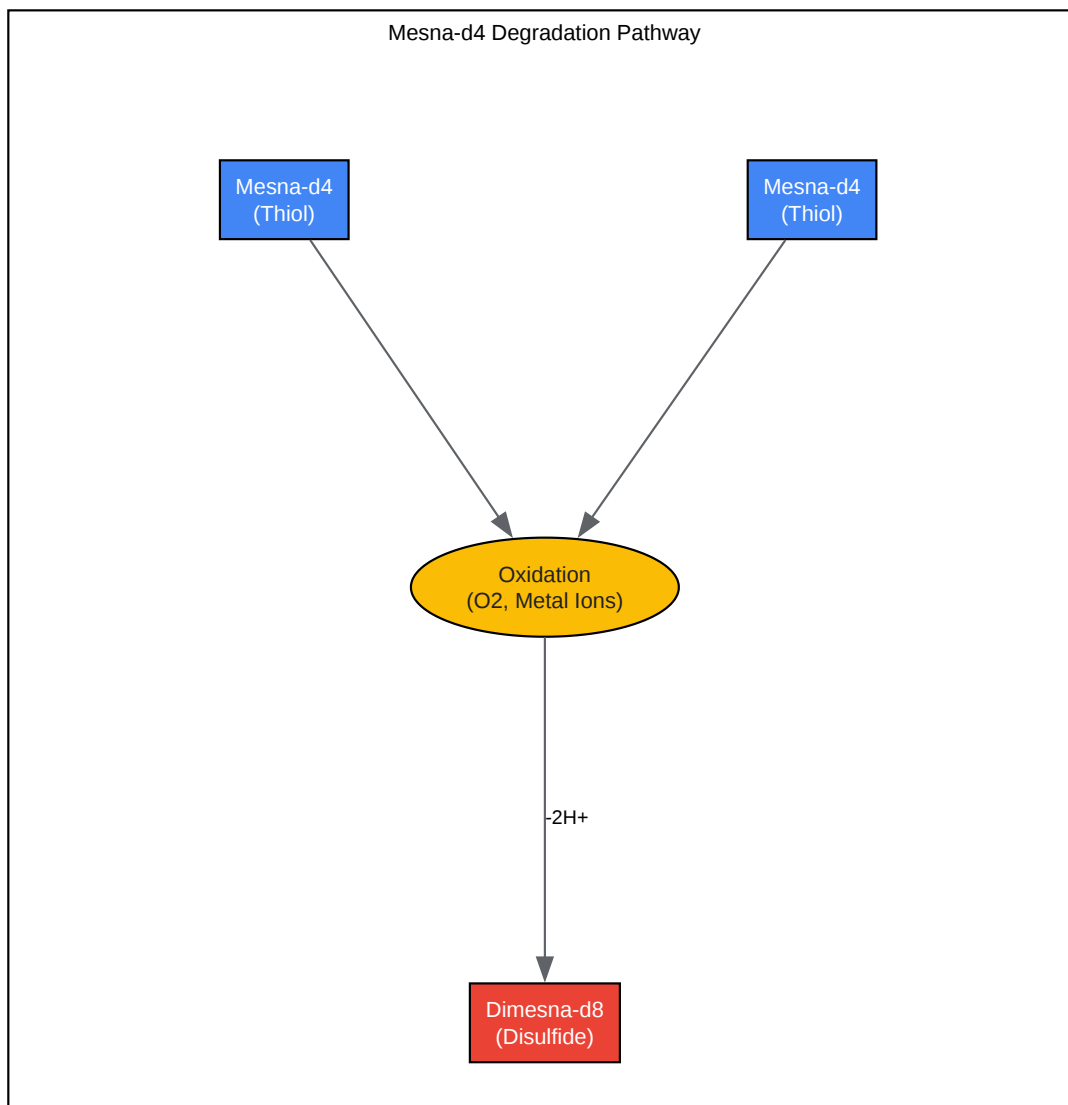 Mesna-d4 Degradation Pathway
Mesna-d4
(Thiol)
Mesna-d4
(Thiol)
Oxidation
(O2, Metal Ions)
-2H+
Dimesna-d8
(Disulfide)